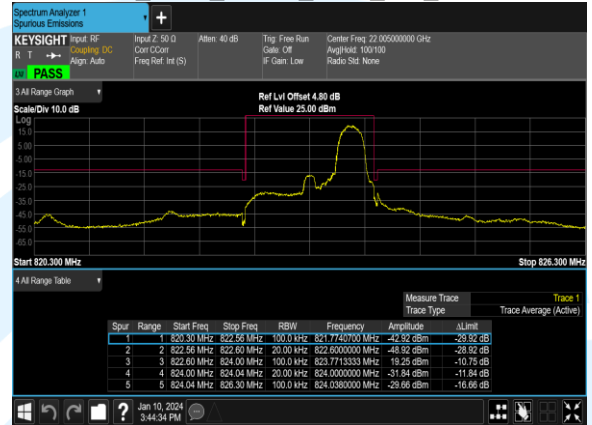 Spectrum Analyzer 1
Spurious Emissions
KEYSIGHT Input: RF Input Z: 50 Ω Atten: 40 dB Trig: Free Run Center Freq: 22.005000000 GHz
R T Coupling: DC Corr CCorr Gate: Off Avg|Hold: 100/100
Align: Auto Freq Ref: Int (S) IF Gain: Low Radio Std: None
PASS
3 All Range Graph
Ref Lvl Offset 4.80 dB
Scale/Div 10.0 dB Ref Value 25.00 dBm
Log
15.0
5.00
-5.00
-15.0
-25.0
-35.0
-45.0
-55.0
-65.0
Start 820.300 MHz Stop 826.300 MHz
4 All Range Table
Measure Trace Trace 1
Trace Type Trace Average (Active)
Spur Range Start Freq Stop Freq RBW Frequency Amplitude ΔLimit
1 1 820.30 MHz 822.56 MHz 100.0 kHz 821.7740700 MHz -42.92 dBm -29.92 dB
2 2 822.56 MHz 822.60 MHz 20.00 kHz 822.6000000 MHz -48.92 dBm -28.92 dB
3 3 822.60 MHz 824.00 MHz 100.0 kHz 823.7713333 MHz 19.25 dBm -10.75 dB
4 4 824.00 MHz 824.04 MHz 20.00 kHz 824.0000000 MHz -31.84 dBm -11.84 dB
5 5 824.04 MHz 826.30 MHz 100.0 kHz 824.0380000 MHz -29.66 dBm -16.66 dB
Jan 10, 2024
3:44:34 PM